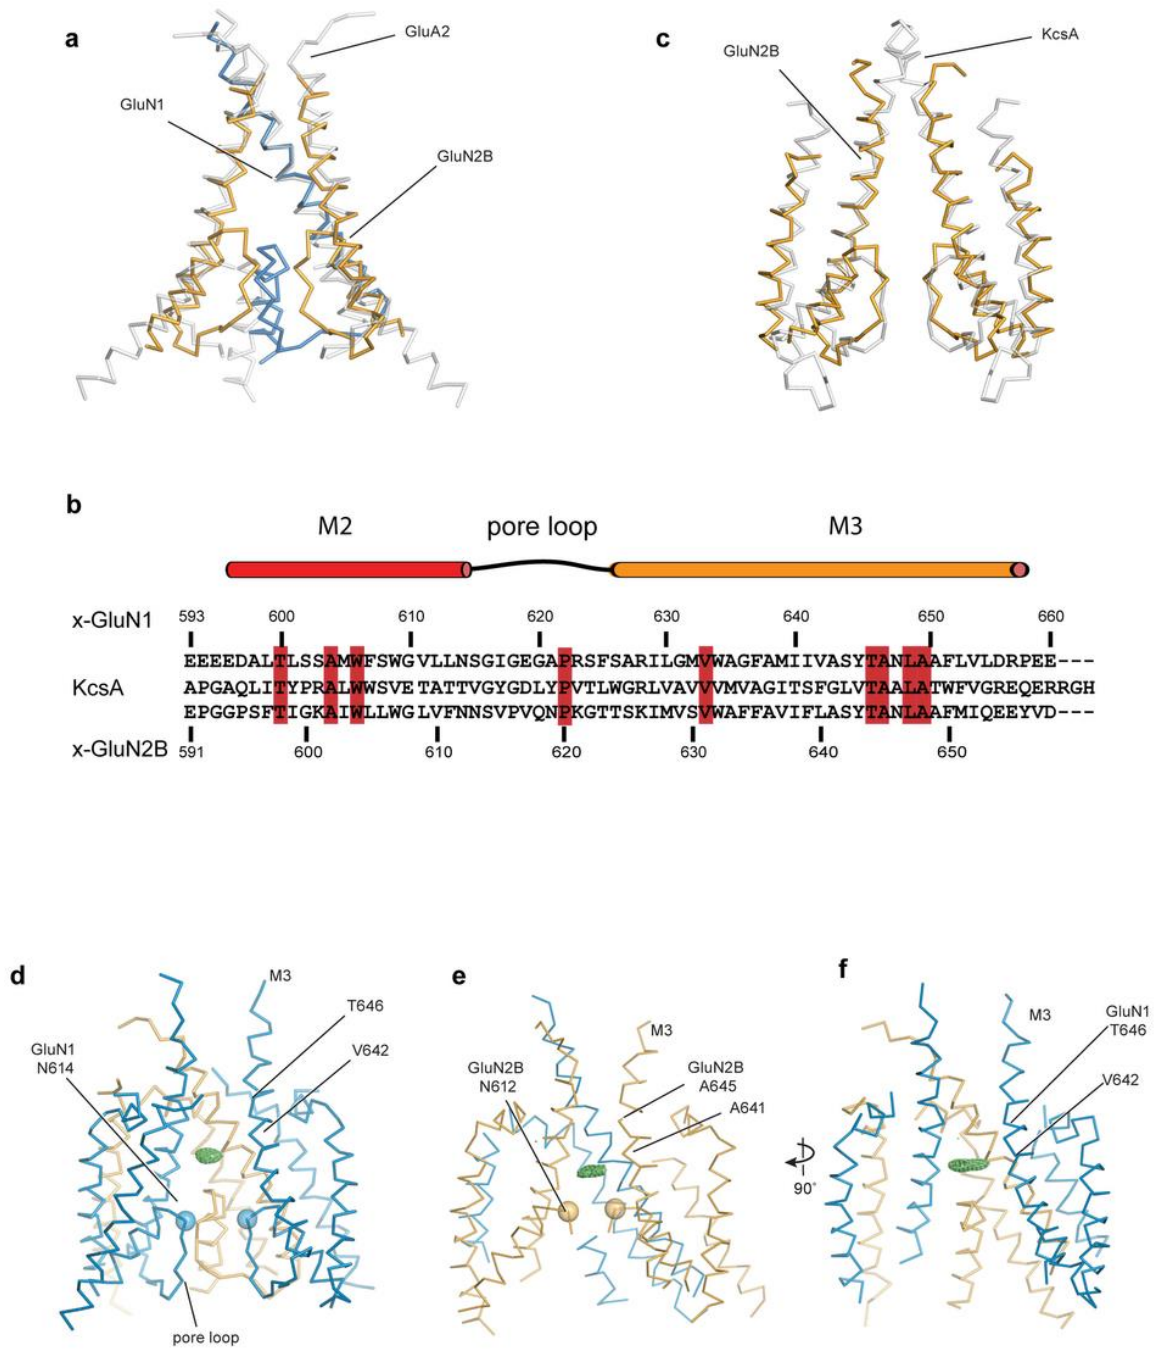 a
GluA2
GluN1
GluN2B
c
GluN2B
KcsA
b
M2 pore loop M3
x-GluN1
593 600 610 620 630 640 650 660
EEEEDALTLSSAMWFSWGVLLNSGIGEGAPRSFSARILGMVWAGFAMIIVASYTANLAAFLVLDRPEE---
KcsA
APGAQLITYPRALWWSVETATTVGYGDLYPVTLWGRLVAVVVMVAGITSFGLVTAALATWFVGREQERRGH
EPGGPSFTIGKAIWLLWGLVFNNSVPVQNPKGTTSKIMVSVWAFFAVIFLASYTANLAAFMIQEEYVD---
x-GluN2B
591 600 610 620 630 640 650
d
M3
T646
V642
GluN1
N614
pore loop
e
M3
GluN2B
N612
GluN2B
A645
A641
90°
f
M3
GluN1
T646
V642